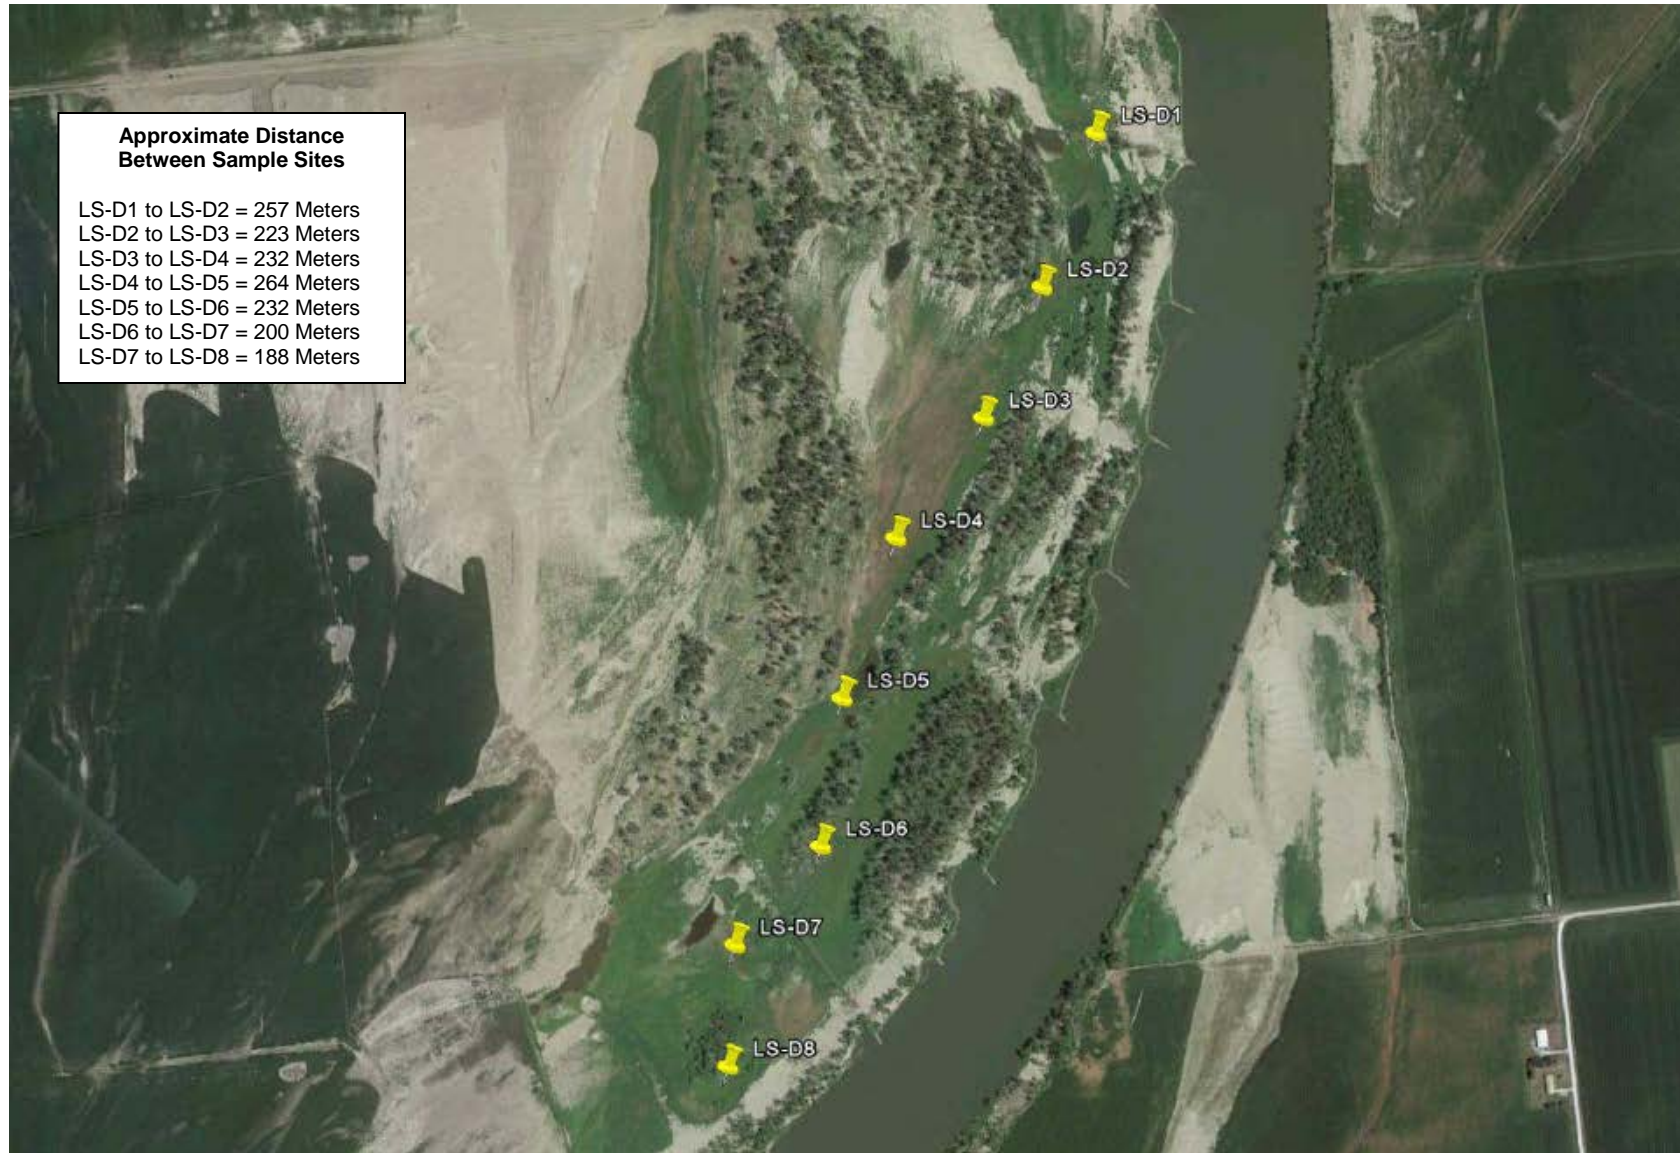 Approximate Distance
Between Sample Sites
LS-D1 to LS-D2 = 257 Meters
LS-D2 to LS-D3 = 223 Meters
LS-D3 to LS-D4 = 232 Meters
LS-D4 to LS-D5 = 264 Meters
LS-D5 to LS-D6 = 232 Meters
LS-D6 to LS-D7 = 200 Meters
LS-D7 to LS-D8 = 188 Meters
LS-D1
LS-D2
LS-D3
LS-D4
LS-D5
LS-D6
LS-D7
LS-D8